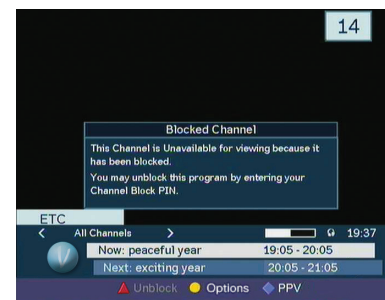 14
Blocked Channel
This Channel is Unavailable for viewing because it
has been blocked.
You may unblock this program by entering your
Channel Block PIN.
ETC
< All Channels > 19:37
Now: peaceful year 19:05 - 20:05
Next: exciting year 20:05 - 21:05
Unblock Options PPV